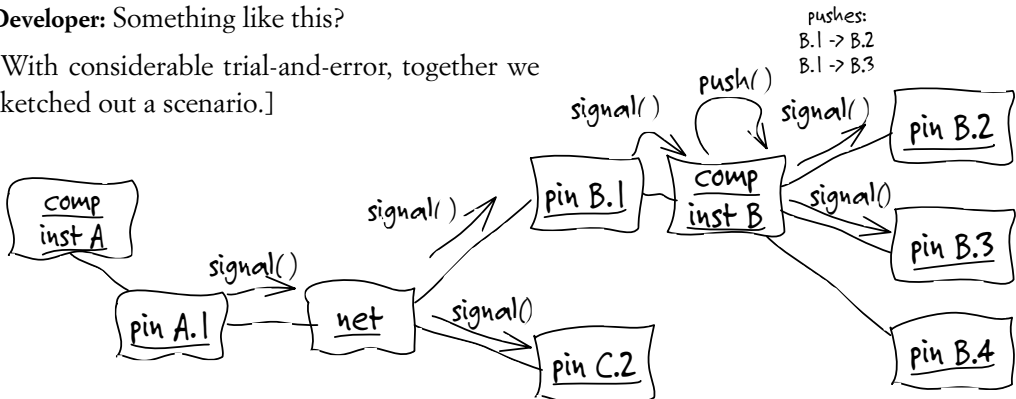 Developer: Something like this?
With considerable trial-and-error, together we
ketched out a scenario.]
pushes:
B.1 -> B.2
B.1 -> B.3
comp
inst A
pin A.1
signal()
net
signal()
signal()
pin C.2
pin B.1
signal()
push()
comp
inst B
signal()
pin B.2
signal()
pin B.3
pin B.4